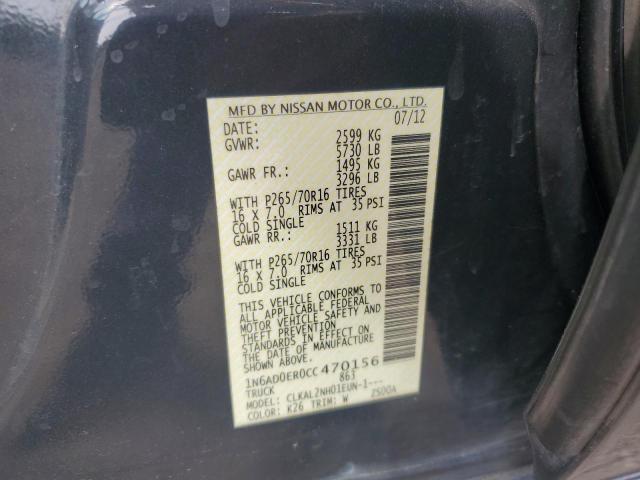 MFD BY NISSAN MOTOR CO., LTD.
DATE: 07/12
GVWR: 2599 KG
5730 LB
GAWR FR.: 1495 KG
3296 LB
WITH P265/70R16 TIRES
16 X 7.0 RIMS AT 35 PSI
COLD SINGLE
GAWR RR.: 1511 KG
3331 LB
WITH P265/70R16 TIRES
16 X 7.0 RIMS AT 35 PSI
COLD SINGLE
THIS VEHICLE CONFORMS TO
ALL APPLICABLE FEDERAL
MOTOR VEHICLE SAFETY AND
THEFT PREVENTION
STANDARDS IN EFFECT ON
THE DATE OF MANUFACTURE
SHOWN ABOVE.
1N6AD0ER0CC470156
TRUCK 863
MODEL: CLKALZNH01EUN-1---
COLOR: K26 TRIM: W ZS00A